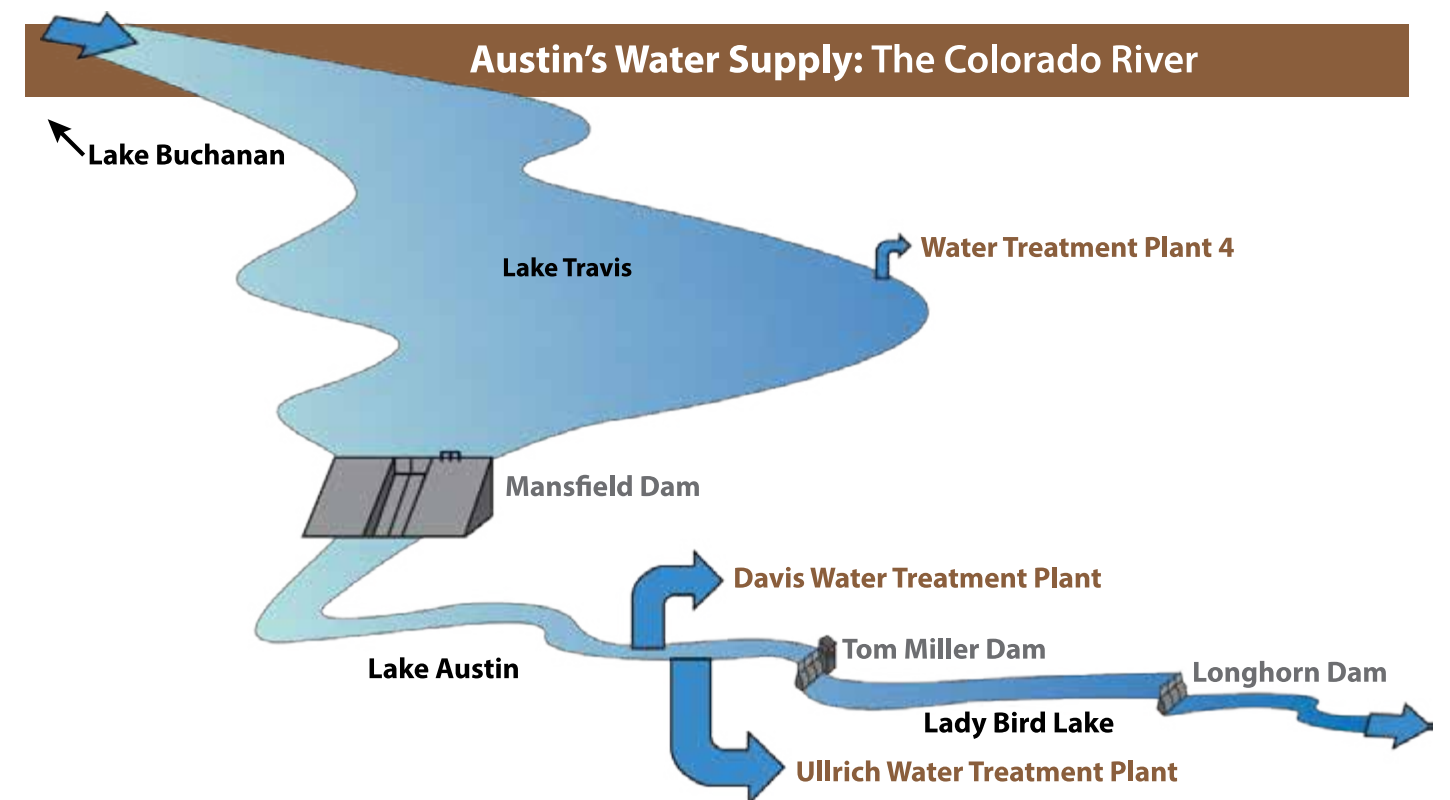 Austin’s Water Supply: The Colorado River
Lake Buchanan
Water Treatment Plant 4
Lake Travis
Mansfield Dam
Davis Water Treatment Plant
Tom Miller Dam
Lake Austin
Longhorn Dam
Lady Bird Lake
Ullrich Water Treatment Plant